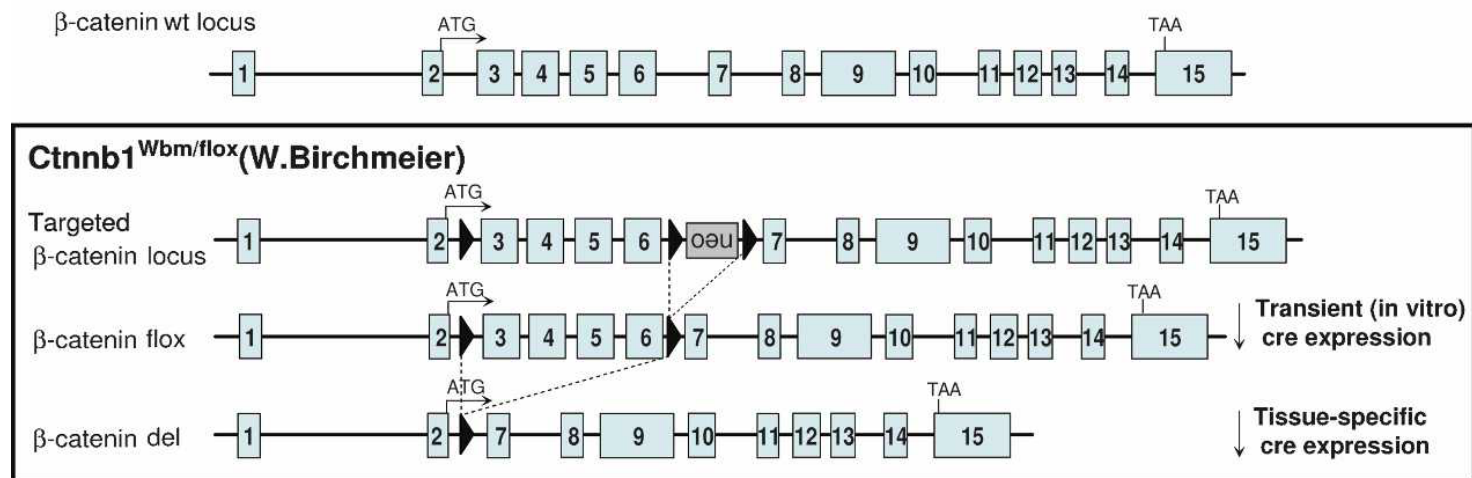 β-catenin wt locus
ATG
TAA
1 2 3 4 5 6 7 8 9 10 11 12 13 14 15
Ctnnb1Wbm/flox(W.Birchmeier)
ATG
TAA
Targeted
β-catenin locus
1 2 3 4 5 6 neo 7 8 9 10 11 12 13 14 15
ATG
TAA
β-catenin flox
1 2 3 4 5 6 7 8 9 10 11 12 13 14 15
Transient (in vitro)
cre expression
ATG
TAA
β-catenin del
1 2 7 8 9 10 11 12 13 14 15
Tissue-specific
cre expression